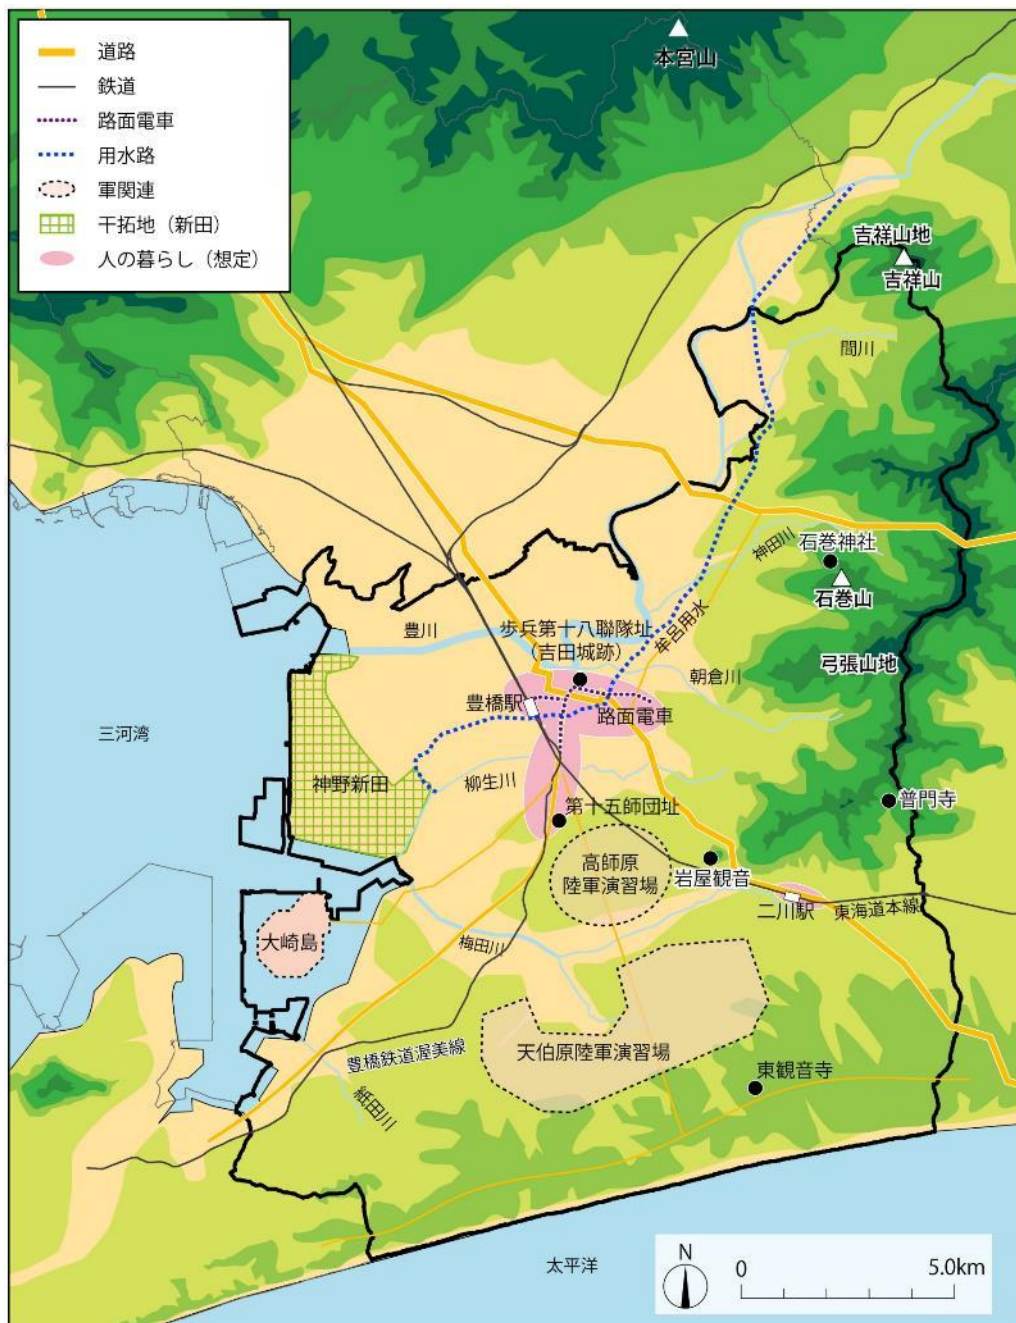 道路
鉄道
路面電車
用水路
軍関連
干拓地（新田）
人の暮らし（想定）
本宮山
吉祥山地
吉祥山
間川
神田川
石巻神社
石巻山
牟呂用水
豊川
歩兵第十八聯隊址
（吉田城跡）
弓張山地
朝倉川
豊橋駅
路面電車
三河湾
神野新田
柳生川
第十五師団址
普門寺
高師原
陸軍演習場
岩屋観音
二川駅
東海道本線
大崎島
梅田川
天伯原陸軍演習場
豊橋鉄道渥美線
東観音寺
紙田川
太平洋
N
0
5.0km